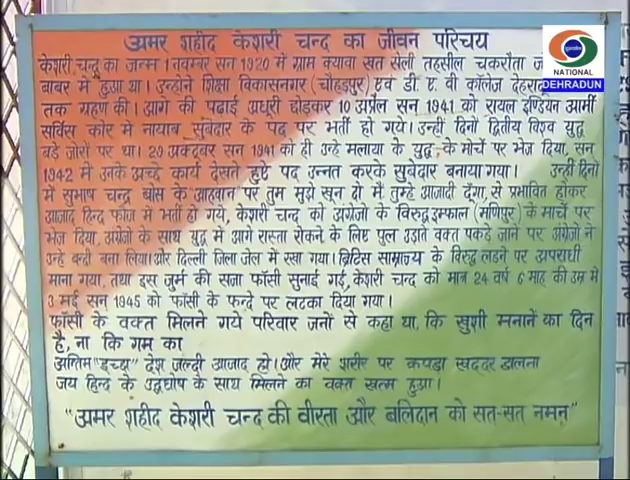 अमर शहीद केशरी चन्द का जीवन परिचय
NATIONAL
DEHRADUN
केशरी चन्द्र का जन्म 1 नवम्बर सन 1920 में ग्राम क्यावा खत सैली तहसील चकरौता
बाबर में हुआ था। उन्होने शिक्षा विकासनगर (चौहड़पुर) एवं डी. ए. वी कॉलेज
तक ग्रहण की। आगे की पढाई अधूरी छोडकर 10 अप्रैल सन् 1941 को रायल इण्डियन आर्मी
सर्विस कोर मे नायाब सुबेदार के पद पर भर्ती हो गये। उन्ही दिनो द्वितीय विश्व युद्ध
बडे जोरों पर था। 29 अक्टूबर सन 1941 को ही उन्हे मलाया के युद्ध के मोर्चे पर भेज दिया, सन्
1942 में उनके अच्छे कार्य देखते हुऐ पद उन्नत करके सुबेदार बनाया गया। उन्हीं दिनो
में सुभाष चन्द्र बोस के "आहवान" पर तुम मुझे खून दो मैं तुम्हे आजादी दूँगा, से प्रभावित होकर
आजाद हिन्द फौज में भर्ती हो गये, केशरी चन्द को अंग्रेजो के विरुद्ध इम्फाल (मणिपुर) के मोर्चे पर
भेज दिया, अंग्रेजो के साथ युद्ध में आगे रास्ता रोकने के लिए पुल उड़ाते वक्त पकडे जाने पर अंग्रेजो ने
उन्हे बन्दी बना लिया। और दिल्ली जिला जेल में रखा गया। ब्रिटिस साम्राज्य के विरुद्ध लडने पर अपराधी
माना गया, तथा इस जुर्म की सजा फाँसी सुनाई गई, केशरी चन्द को मात्र 24 वर्ष 6 माह की उम्र मे
3 मई सन् 1945 को फाँसी के फन्दे पर लटका दिया गया।
फाँसी के वक्त मिलने गये परिवार जनों से कहा था, कि खुशी मनानें का दिन
है, ना कि गम का
अन्तिम "इच्छा" देश जल्दी आजाद हो। और मेरे शरीर पर कपडा खद्दर डालना
जय हिन्द के उद्घोष के साथ मिलने का वक्त खत्म हुआ।
"अमर शहीद केशरी चन्द की वीरता और बलिदान को सत-सत नमन"